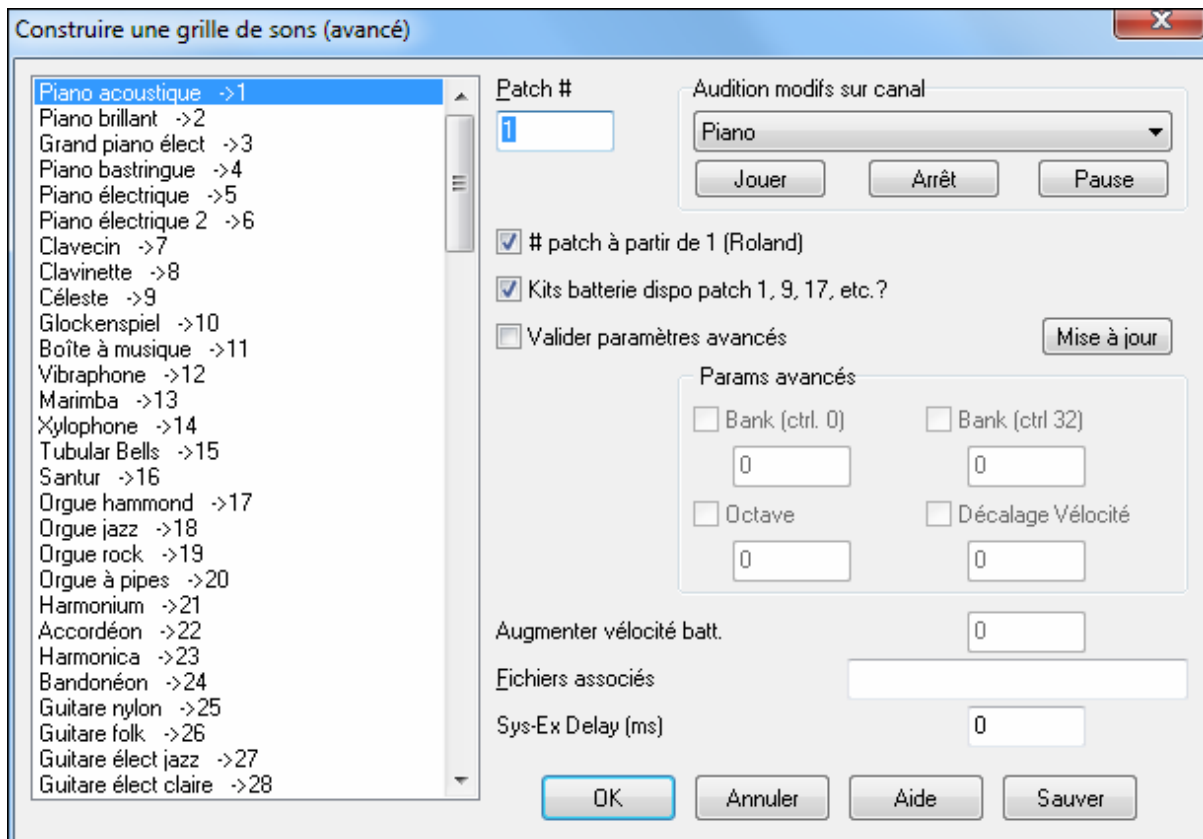 Construire une grille de sons (avancé)
Piano acoustique ->1
Piano brillant ->2
Grand piano élect ->3
Piano bastringue ->4
Piano électrique ->5
Piano électrique 2 ->6
Clavecin ->7
Clavinette ->8
Céleste ->9
Glockenspiel ->10
Boîte à musique ->11
Vibraphone ->12
Marimba ->13
Xylophone ->14
Tubular Bells ->15
Santur ->16
Orgue hammond ->17
Orgue jazz ->18
Orgue rock ->19
Orgue à pipes ->20
Harmonium ->21
Accordéon ->22
Harmonica ->23
Bandonéon ->24
Guitare nylon ->25
Guitare folk ->26
Guitare élect jazz ->27
Guitare élect claire ->28
Patch #
1
Audition modifs sur canal
Piano
Jouer Arrêt Pause
# patch à partir de 1 (Roland)
Kits batterie dispo patch 1, 9, 17, etc.?
Valider paramètres avancés
Mise à jour
Params avancés
Bank (ctrl. 0) Bank (ctrl 32)
0 0
Octave Décalage Vélocité
0 0
Augmenter vélocité batt. 0
Fichiers associés
Sys-Ex Delay (ms) 0
OK Annuler Aide Sauver